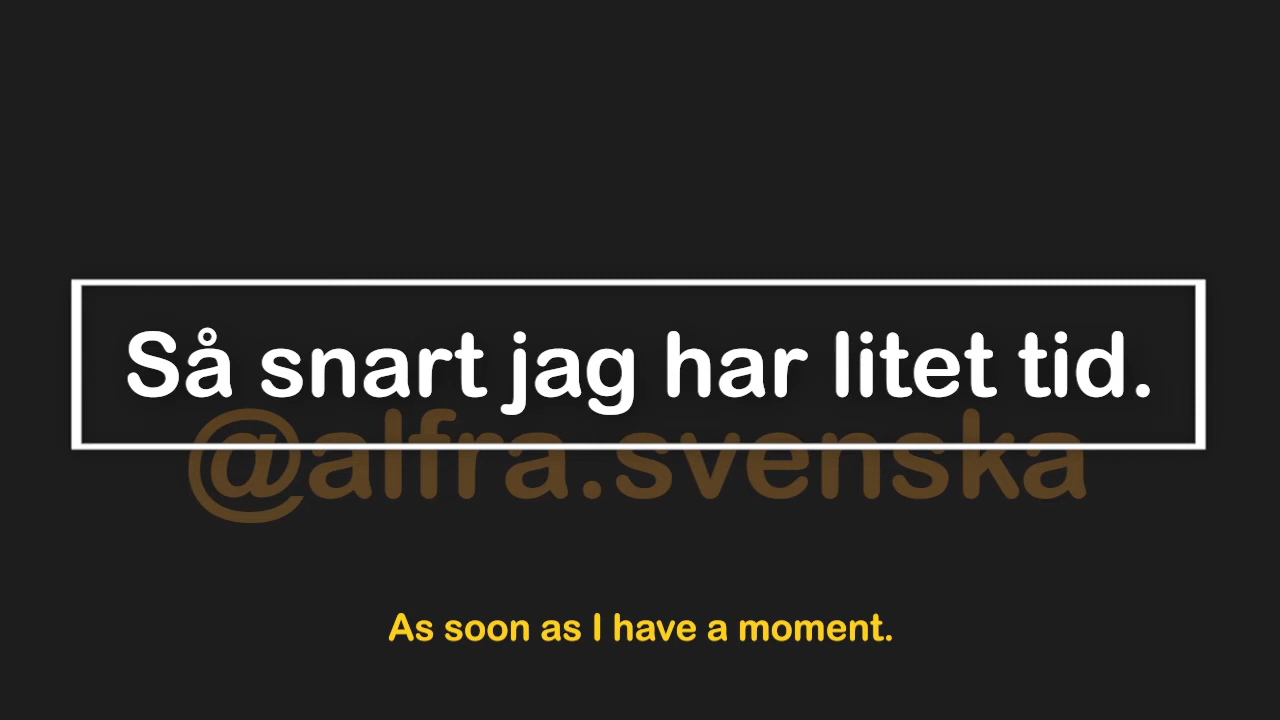 Så snart jag har litet tid.
@alfra.svenska
As soon as I have a moment.